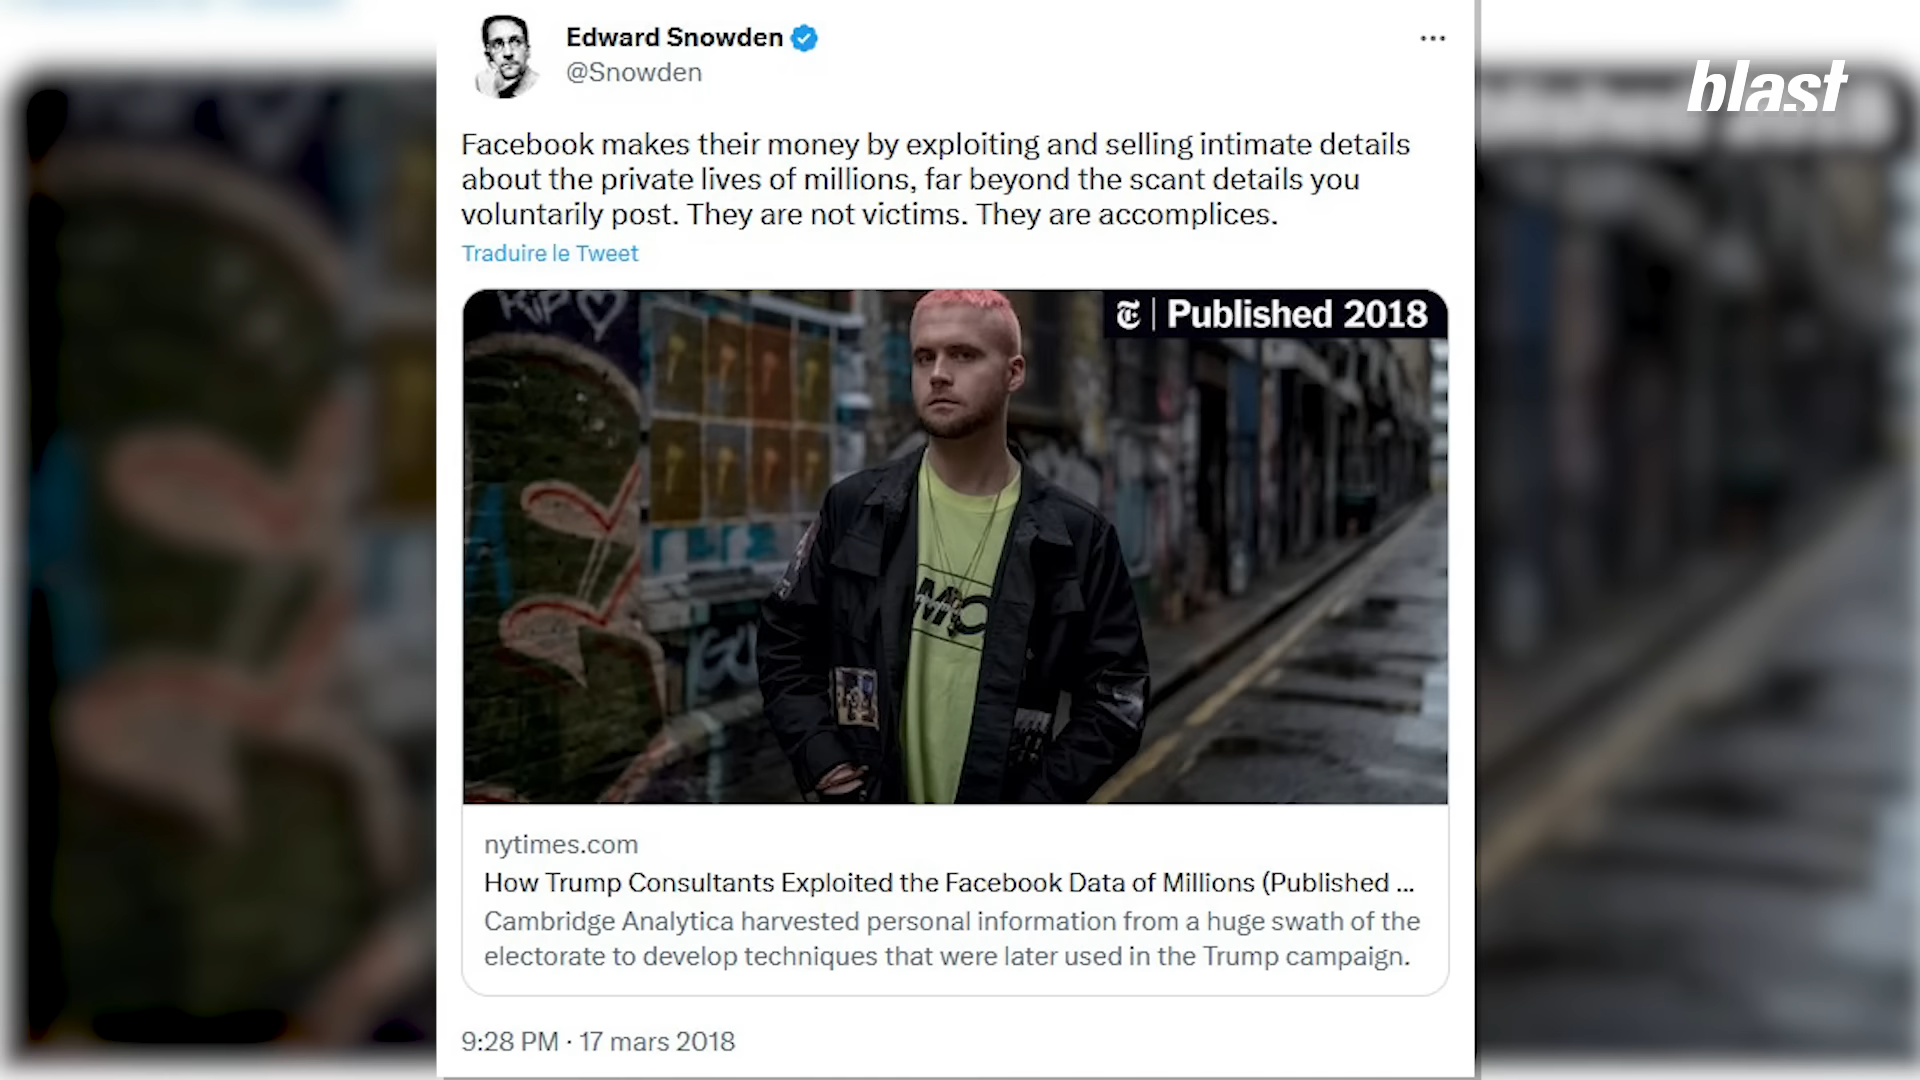 Edward Snowden
@Snowden
blast
Facebook makes their money by exploiting and selling intimate details
about the private lives of millions, far beyond the scant details you
voluntarily post. They are not victims. They are accomplices.
Traduire le Tweet
RIP
Published 2018
MO
nytimes.com
How Trump Consultants Exploited the Facebook Data of Millions (Published ...
Cambridge Analytica harvested personal information from a huge swath of the
electorate to develop techniques that were later used in the Trump campaign.
9:28 PM · 17 mars 2018